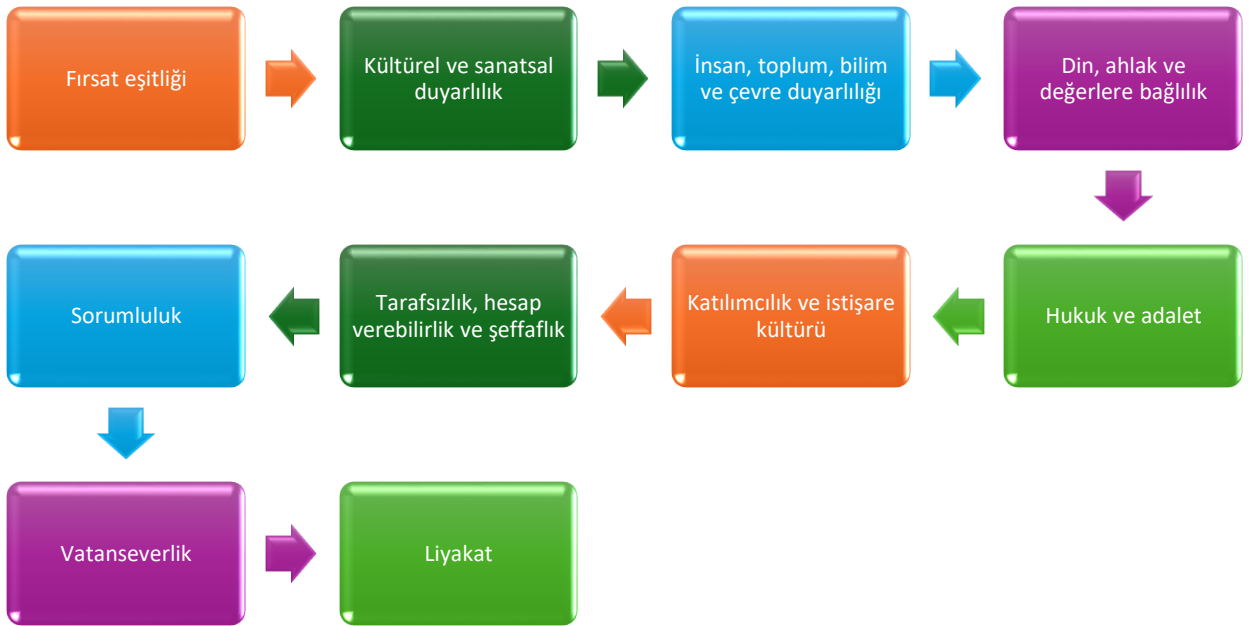 Fırsat eşitliği
Kültürel ve sanatsal
duyarlılık
İnsan, toplum, bilim
ve çevre duyarlılığı
Din, ahlak ve
değerlere bağlılık
Hukuk ve adalet
Katılımcılık ve istişare
kültürü
Tarafsızlık, hesap
verebilirlik ve şeffaflık
Sorumluluk
Vatanseverlik
Liyakat